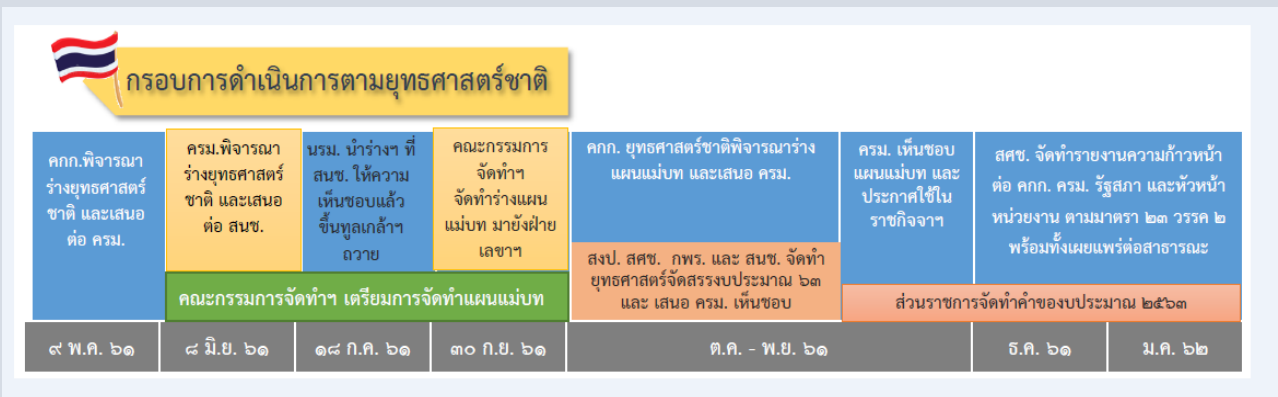 กรอบการดำเนินการตามยุทธศาสตร์ชาติ
คกก.พิจารณา
ร่างยุทธศาสตร์
ชาติ และเสนอ
ต่อ ครม.
ครม.พิจารณา
ร่างยุทธศาสตร์
ชาติ และเสนอ
ต่อ สนช.
นรม. นำร่างฯ ที่
สนช. ให้ความ
เห็นชอบแล้ว
ขึ้นทูลเกล้าฯ
ถวาย
คณะกรรมการ
จัดทำฯ
จัดทำร่างแผน
แม่บท มายังฝ่าย
เลขาฯ
คณะกรรมการจัดทำฯ เตรียมการจัดทำแผนแม่บท
คกก. ยุทธศาสตร์ชาติพิจารณาร่าง
แผนแม่บท และเสนอ ครม.
สงป. สศช. กพร. และ สนช. จัดทำ
ยุทธศาสตร์จัดสรรงบประมาณ ๖๓
และ เสนอ ครม. เห็นชอบ
ครม. เห็นชอบ
แผนแม่บท และ
ประกาศใช้ใน
ราชกิจจาฯ
สศช. จัดทำรายงานความก้าวหน้า
ต่อ คกก. ครม. รัฐสภา และหัวหน้า
หน่วยงาน ตามมาตรา ๒๓ วรรค ๒
พร้อมทั้งเผยแพร่ต่อสาธารณะ
ส่วนราชการจัดทำคำของบประมาณ ๒๕๖๓
๙ พ.ค. ๖๑
๘ มิ.ย. ๖๑
๑๘ ก.ค. ๖๑
๓๐ ก.ย. ๖๑
ต.ค. - พ.ย. ๖๑
ธ.ค. ๖๑
ม.ค. ๖๒